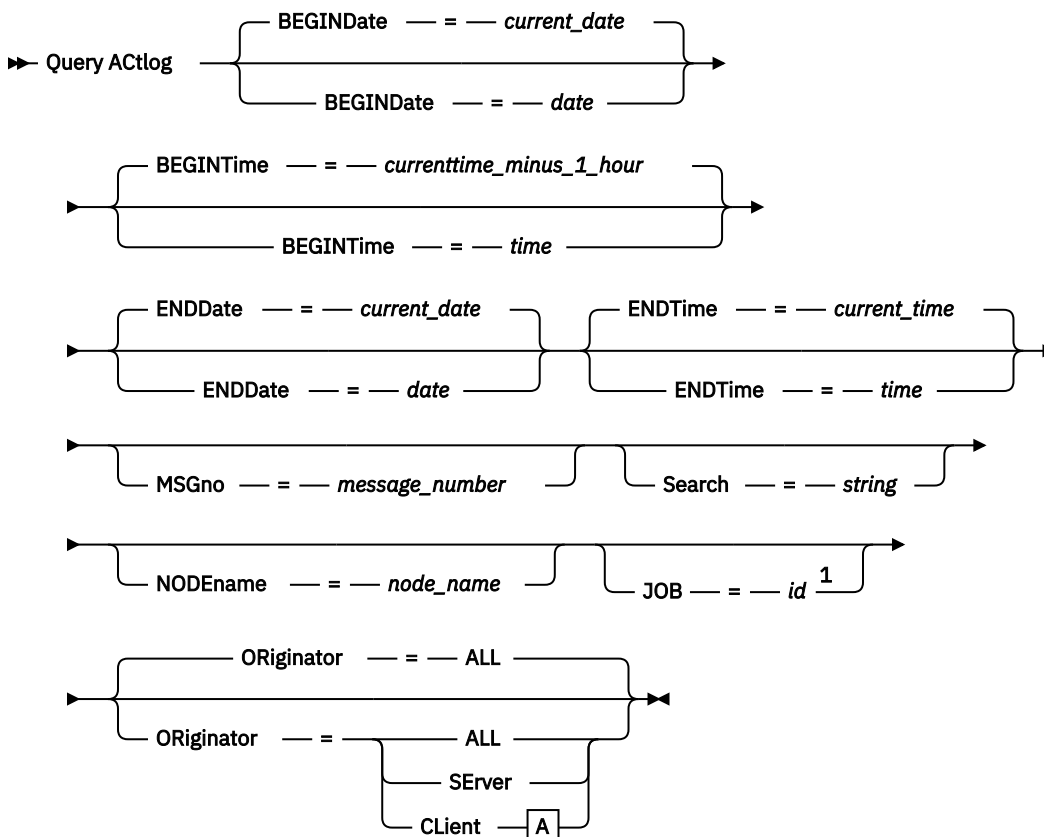 BEGINDate = current_date
Query ACtlog
BEGINDate = date
BEGINTime = currenttime_minus_1_hour
BEGINTime = time
ENDDate = current_date ENDTime = current_time
ENDDate = date ENDTime = time
MSGno = message_number Search = string
NODEname = node_name JOB = id 1
ORiginator = ALL
ORiginator = ALL
SErver
CLient A